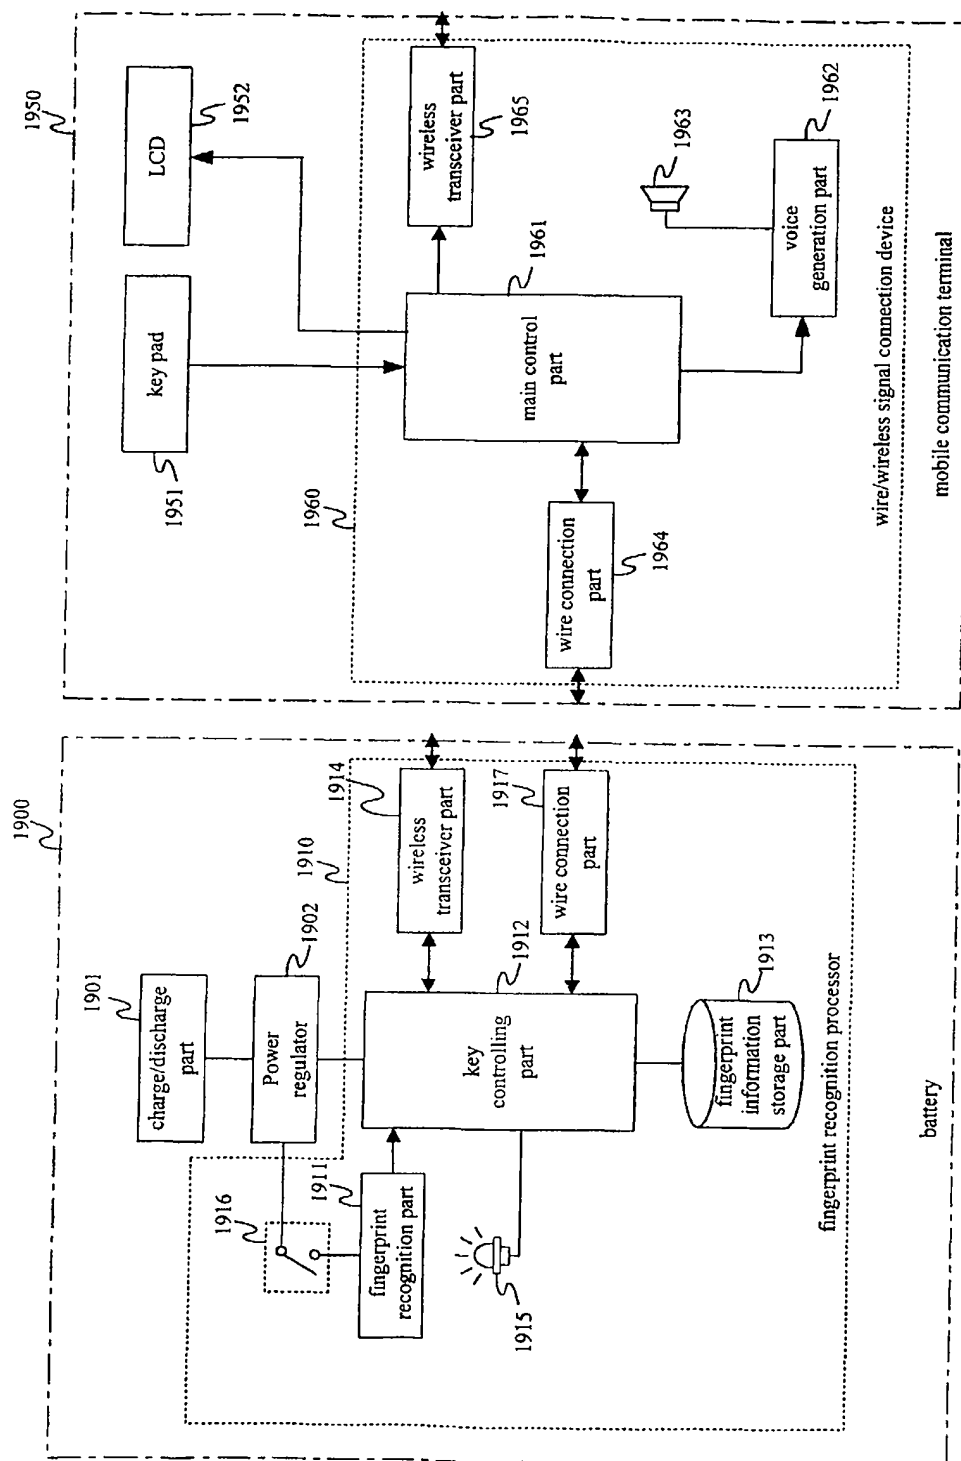 1900
1901
charge/discharge
part
1902
Power
regulator
1910
1916
1911
fingerprint
recognition part
1914
wireless
transceiver part
1912
key
controlling
part
1917
wire connection
part
1915
1913
fingerprint
information
storage part
fingerprint recognition processor
battery
1950
1951
key pad
LCD
1952
1960
wireless
transceiver part
1965
1961
main control
part
wire connection
part
1964
1963
1962
voice
generation part
wire/wireless signal connection device
mobile communication terminal